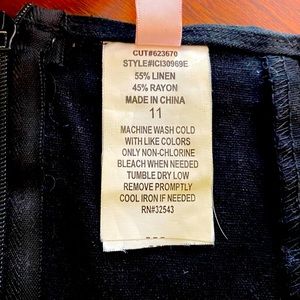 CUT#623670
STYLE#ICI30969E
55% LINEN
45% RAYON
MADE IN CHINA
11
MACHINE WASH COLD
WITH LIKE COLORS
ONLY NON-CHLORINE
BLEACH WHEN NEEDED
TUMBLE DRY LOW
REMOVE PROMPTLY
COOL IRON IF NEEDED
RN#32543